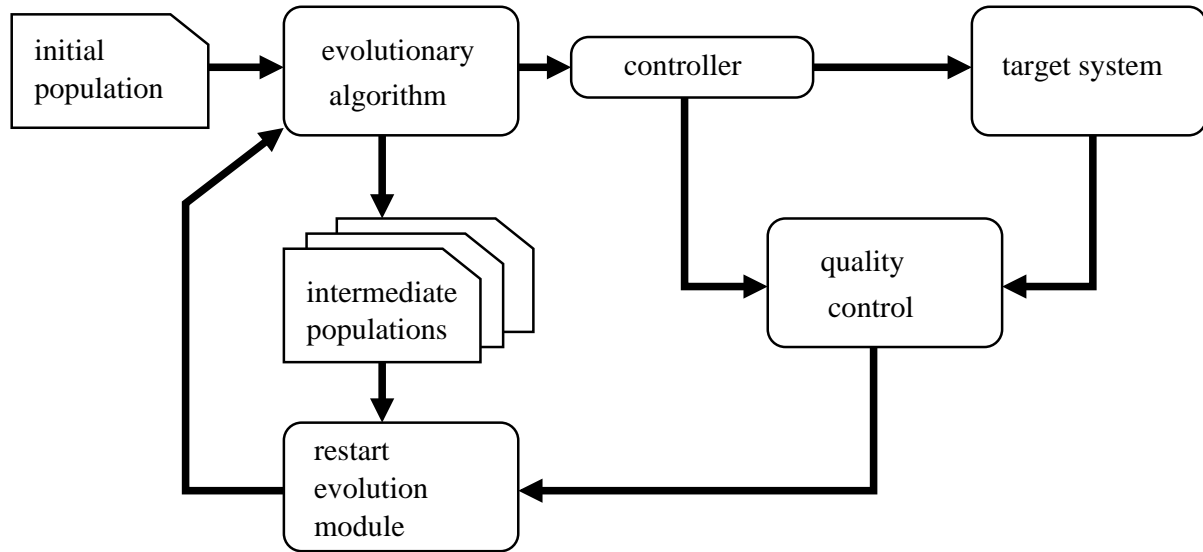 initial
population
evolutionary
algorithm
controller
target system
intermediate
populations
quality
control
restart
evolution
module